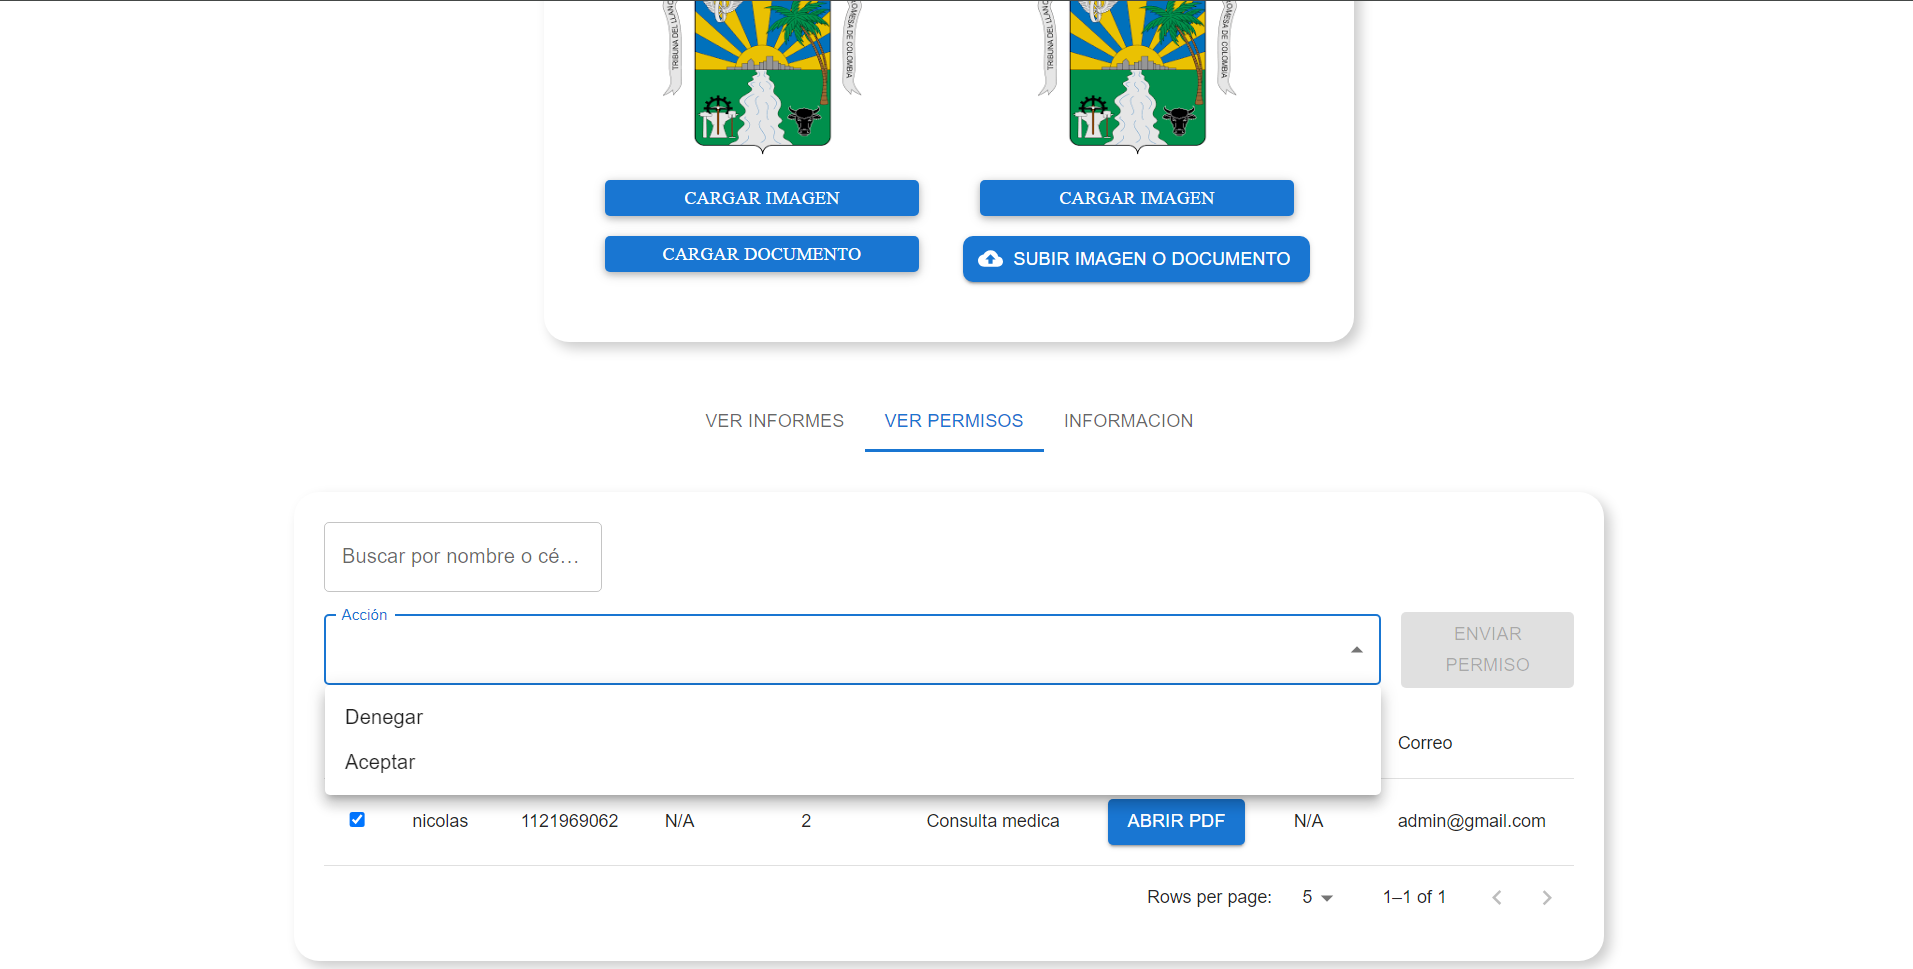 TRIBUNA DEL LLANO
ROMESA DE COLOMBIA
TRIBUNA DEL LLANO
ROMESA DE COLOMBIA
CARGAR IMAGEN
CARGAR IMAGEN
CARGAR DOCUMENTO
SUBIR IMAGEN O DOCUMENTO
VER INFORMES
VER PERMISOS
INFORMACION
Buscar por nombre o cé…
Acción
ENVIAR
PERMISO
Denegar
Aceptar
Correo
nicolas
1121969062
N/A
2
Consulta medica
ABRIR PDF
N/A
admin@gmail.com
Rows per page:
5
1–1 of 1